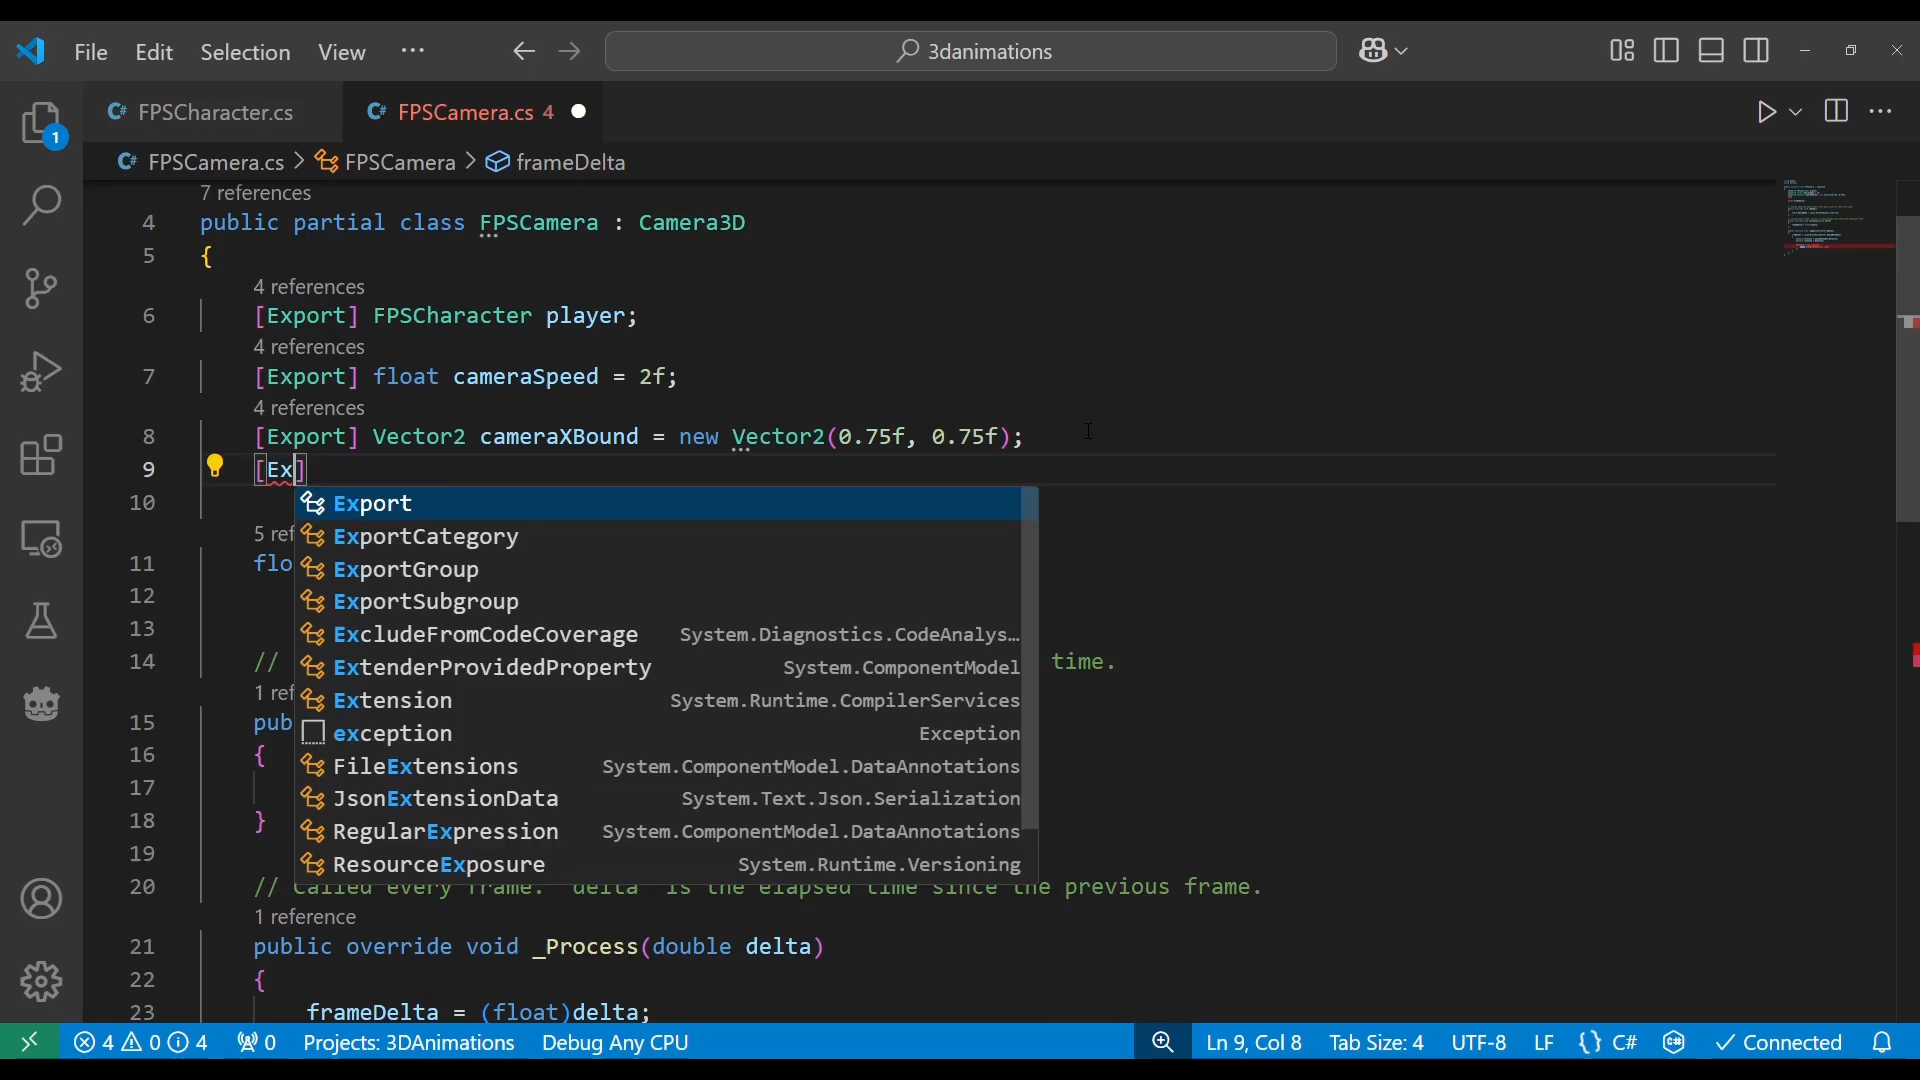 File Edit Selection View ··· 3danimations
C# FPSCharacter.cs C# FPSCamera.cs 4
1
C# FPSCamera.cs > FPSCamera > frameDelta
7 references
4 public partial class FPSCamera : Camera3D
5 {
4 references
6 [Export] FPSCharacter player;
4 references
7 [Export] float cameraSpeed = 2f;
4 references
8 [Export] Vector2 cameraXBound = new Vector2(0.75f, 0.75f);
9 [Ex]
Export
10
ExportCategory
5 ref
11 flo
ExportGroup
12 ExportSubgroup
13 ExcludeFromCodeCoverage System.Diagnostics.CodeAnalys…
14 // ExtenderProvidedProperty System.ComponentModel time.
1 ref Extension System.Runtime.CompilerServices
15 pub exception Exception
16 { FileExtensions System.ComponentModel.DataAnnotations
17 JsonExtensionData System.Text.Json.Serialization
18 } RegularExpression System.ComponentModel.DataAnnotations
19 ResourceExposure System.Runtime.Versioning
20 // Called every frame. 'delta' is the elapsed time since the previous frame.
1 reference
21 public override void _Process(double delta)
22 {
23 frameDelta = (float)delta;
4 0 4 0 Projects: 3DAnimations Debug Any CPU Ln 9, Col 8 Tab Size: 4 UTF-8 LF {} C# Connected